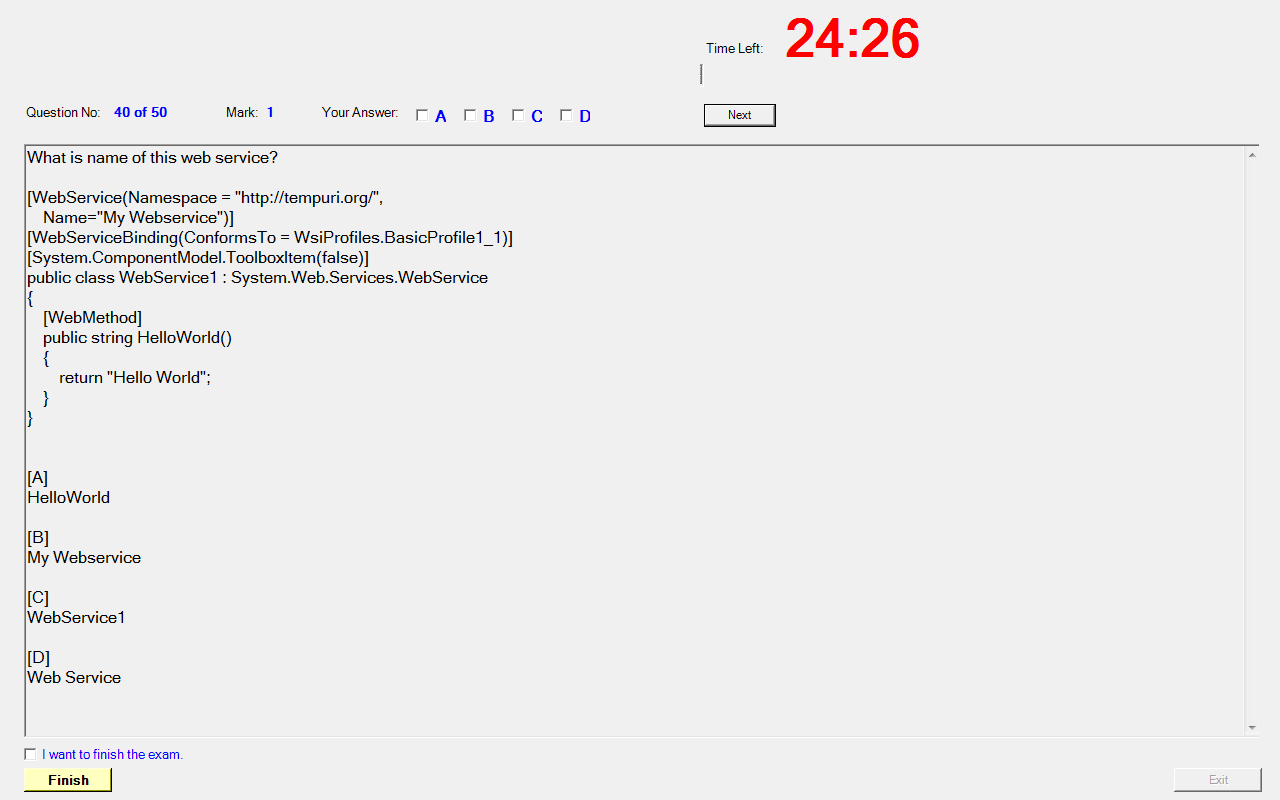 Time Left: 24:26
Question No: 40 of 50 Mark: 1 Your Answer: A B C D Next
What is name of this web service?
[WebService(Namespace = "http://tempuri.org/",
Name="My Webservice")]
[WebServiceBinding(ConformsTo = WsiProfiles.BasicProfile1_1)]
[System.ComponentModel.ToolboxItem(false)]
public class WebService1 : System.Web.Services.WebService
{
[WebMethod]
public string HelloWorld()
{
return "Hello World";
}
}
[A]
HelloWorld
[B]
My Webservice
[C]
WebService1
[D]
Web Service
I want to finish the exam.
Finish Exit